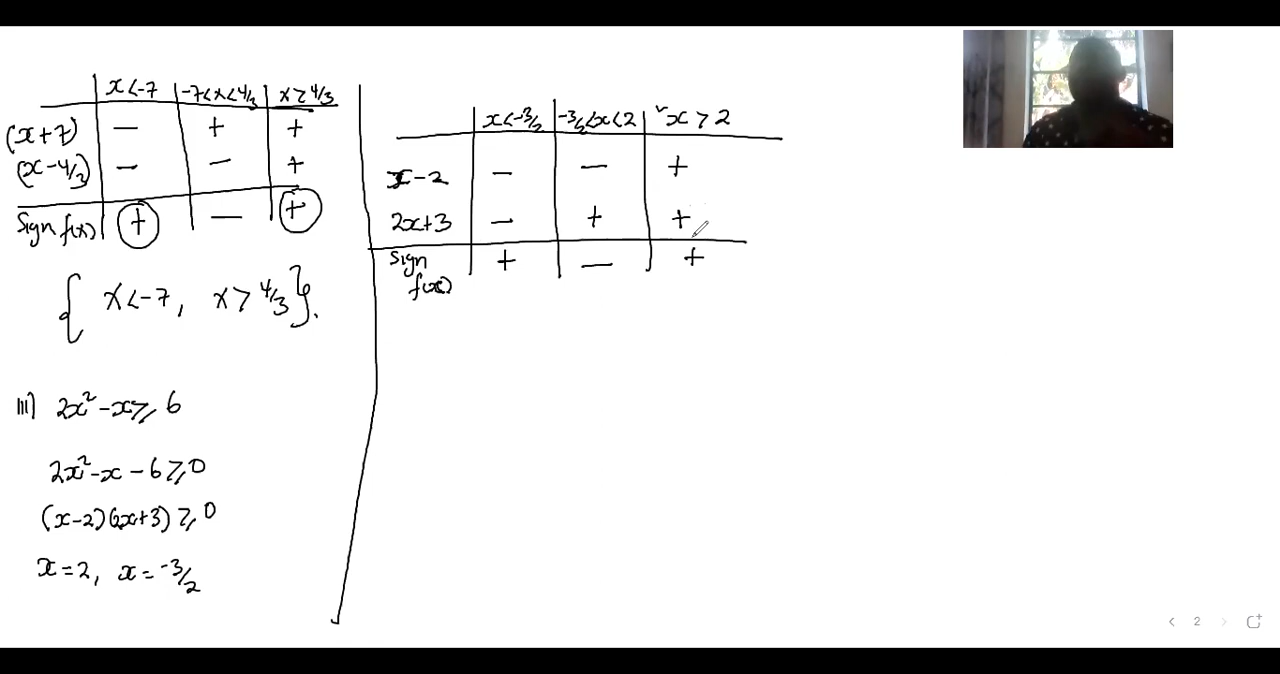 x<-7 -7<x<4/3 x>4/3
(x+7) − + +
(x-4/3) − − +
Sign f(x) + − +
{ x<-7, x>4/3 }.
III) 2x²-x⩾6
2x²-x-6⩾0
(x-2)(2x+3)⩾0
x=2, x=-3/2
x<-3/2 -3/2<x<2 x>2
x-2 − − +
2x+3 − + +
Sign f(x) + − +
< 2 >